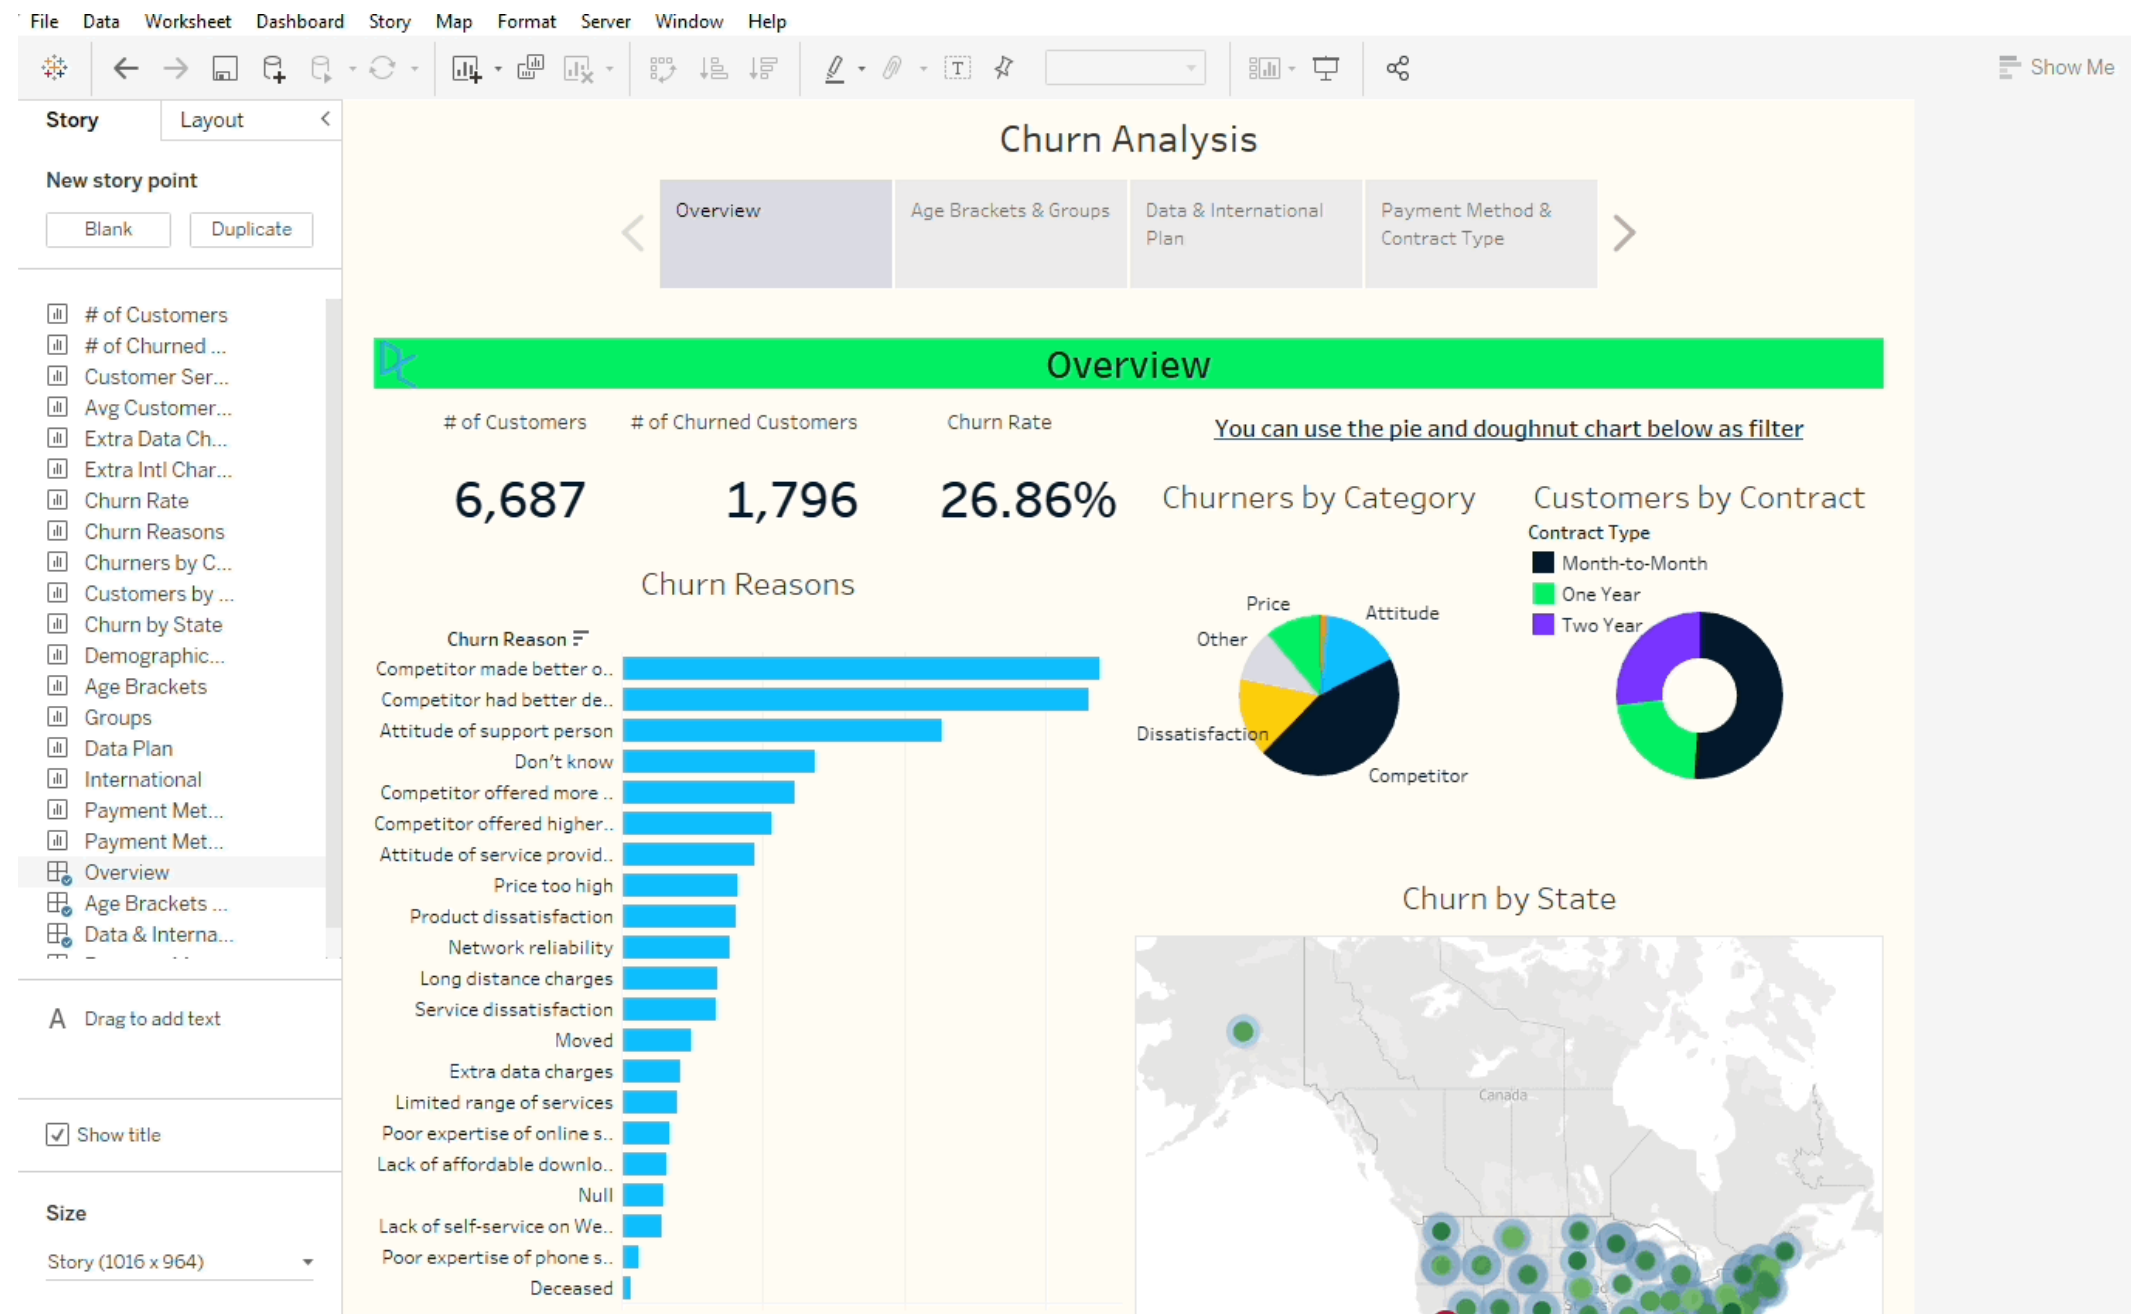 File Data Worksheet Dashboard Story Map Format Server Window Help
Show Me
Story Layout
New story point
Blank Duplicate
# of Customers
# of Churned ...
Customer Ser...
Avg Customer...
Extra Data Ch...
Extra Intl Char...
Churn Rate
Churn Reasons
Churners by C...
Customers by ...
Churn by State
Demographic...
Age Brackets
Groups
Data Plan
International
Payment Met...
Payment Met...
Overview
Age Brackets ...
Data & Interna...
A Drag to add text
Show title
Size
Story (1016 x 964)
Churn Analysis
Overview
Age Brackets & Groups
Data & International
Plan
Payment Method &
Contract Type
Overview
# of Customers # of Churned Customers Churn Rate
6,687 1,796 26.86%
You can use the pie and doughnut chart below as filter
Churn Reasons
Churn Reason
Competitor made better o..
Competitor had better de..
Attitude of support person
Don't know
Competitor offered more ..
Competitor offered higher..
Attitude of service provid..
Price too high
Product dissatisfaction
Network reliability
Long distance charges
Service dissatisfaction
Moved
Extra data charges
Limited range of services
Poor expertise of online s..
Lack of affordable downlo..
Null
Lack of self-service on We..
Poor expertise of phone s..
Deceased
Churners by Category
Price
Attitude
Other
Dissatisfaction
Competitor
Customers by Contract
Contract Type
Month-to-Month
One Year
Two Year
Churn by State
Canada